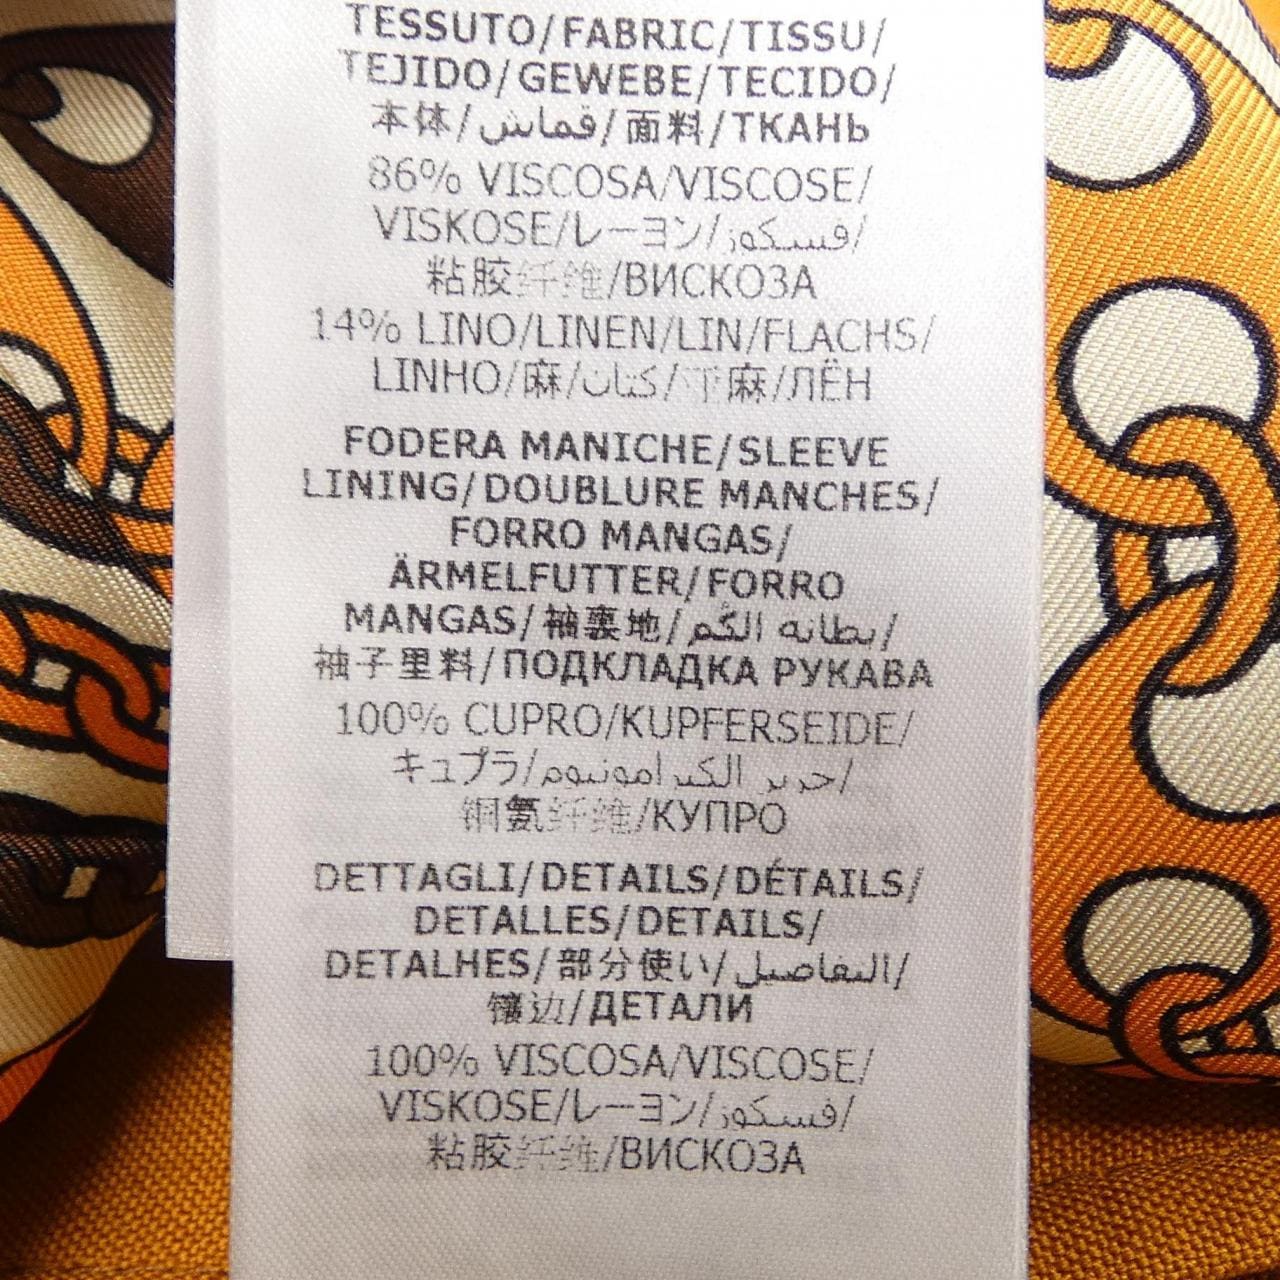 TESSUTO/FABRIC/TISSU/
TEJIDO/GEWEBE/TECIDO/
本体/قماش/面料/ТКАНЬ
86% VISCOSA/VISCOSE/
VISKOSE/レーヨン/فسكوز/
粘胶纤维/ВИСКОЗА
14% LINO/LINEN/LIN/FLACHS/
LINHO/麻/كتان/亚麻/ЛЁН
FODERA MANICHE/SLEEVE
LINING/DOUBLURE MANCHES/
FORRO MANGAS/
ÄRMELFUTTER/FORRO
MANGAS/袖裏地/بطانه الكم/
袖子里料/ПОДКЛАДКА РУКАВА
100% CUPRO/KUPFERSEIDE/
キュプラ/حرير الكبرامونيوم/
铜氨纤维/КУПРО
DETTAGLI/DETAILS/DÉTAILS/
DETALLES/DETAILS/
DETALHES/部分使い/التفاصيل/
镶边/ДЕТАЛИ
100% VISCOSA/VISCOSE/
VISKOSE/レーヨン/فسكوز/
粘胶纤维/ВИСКОЗА